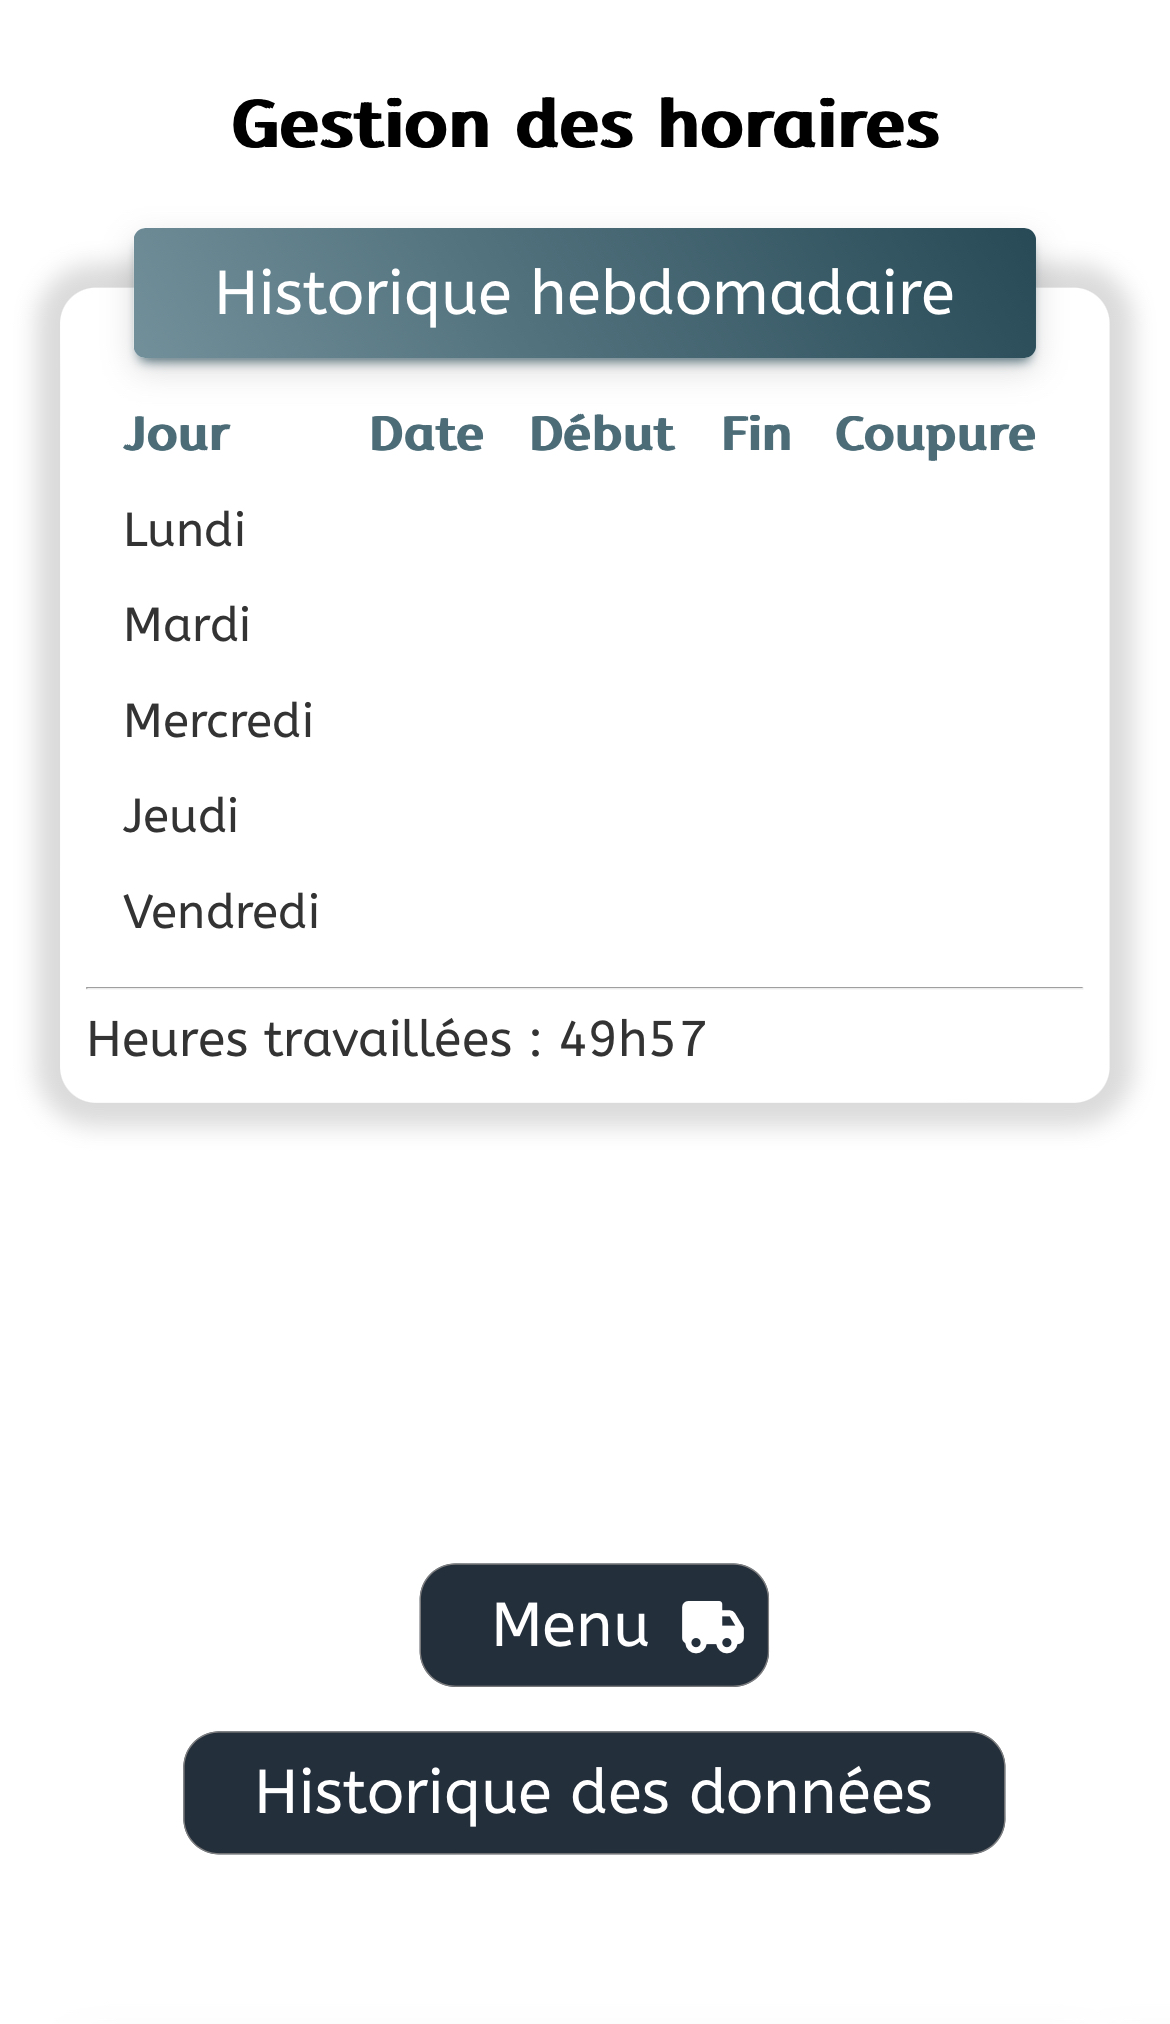 Gestion des horaires
Historique hebdomadaire
Jour Date Début Fin Coupure
Lundi
Mardi
Mercredi
Jeudi
Vendredi
Heures travaillées : 49h57
Menu
Historique des données